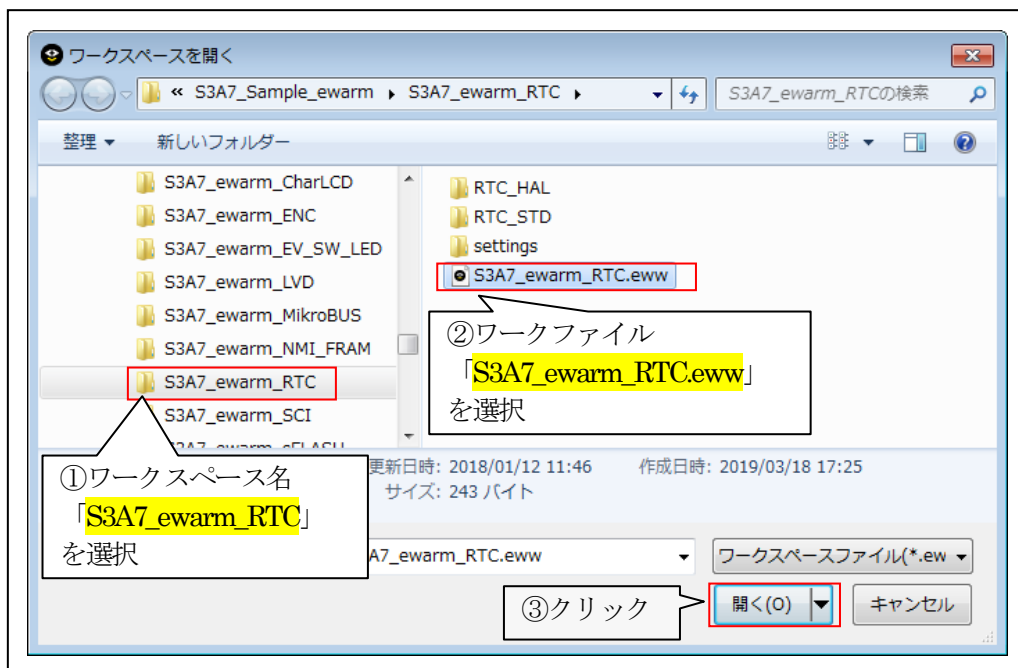 ワークスペースを開く
« S3A7_Sample_ewarm ▸ S3A7_ewarm_RTC ▸
S3A7_ewarm_RTCの検索
整理 ▼ 新しいフォルダー
S3A7_ewarm_CharLCD
S3A7_ewarm_ENC
S3A7_ewarm_EV_SW_LED
S3A7_ewarm_LVD
S3A7_ewarm_MikroBUS
S3A7_ewarm_NMI_FRAM
S3A7_ewarm_RTC
S3A7_ewarm_SCI
RTC_HAL
RTC_STD
settings
S3A7_ewarm_RTC.eww
②ワークファイル
「S3A7_ewarm_RTC.eww」
を選択
①ワークスペース名
「S3A7_ewarm_RTC」
を選択
更新日時: 2018/01/12 11:46 作成日時: 2019/03/18 17:25
サイズ: 243 バイト
A7_ewarm_RTC.eww
ワークスペースファイル(*.ew
③クリック
開く(O)
キャンセル